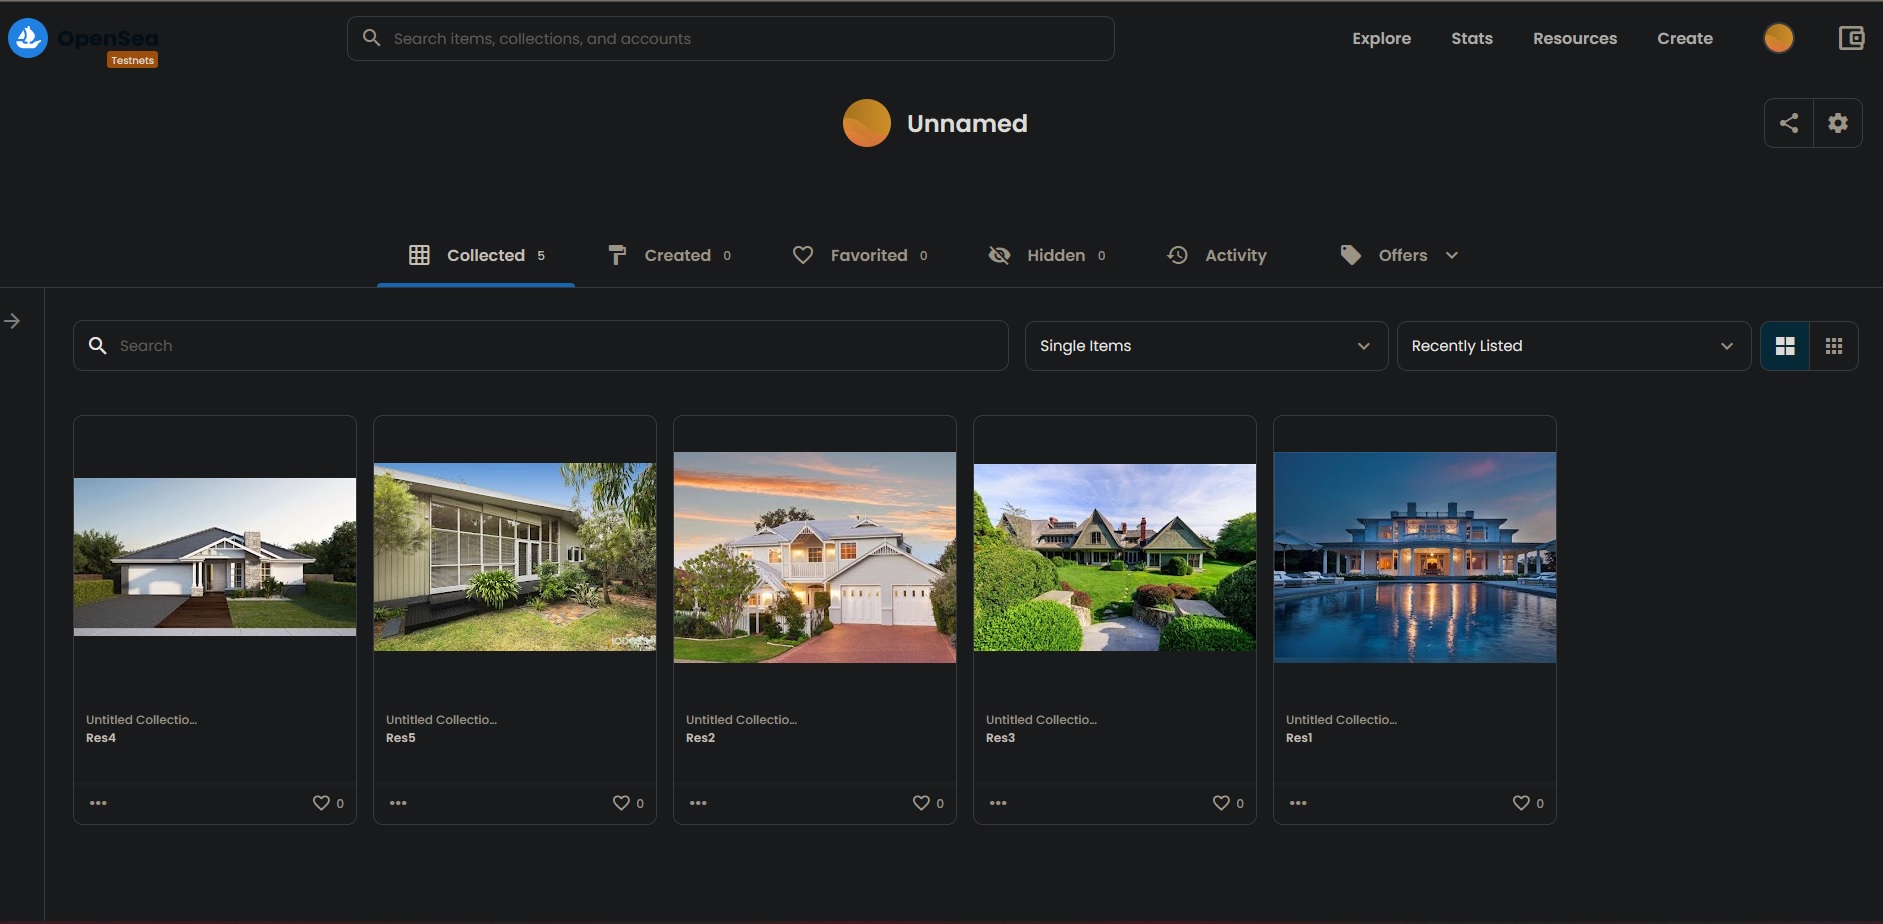 OpenSea
Testnets
Search items, collections, and accounts
Explore
Stats
Resources
Create
Unnamed
Collected 5
Created 0
Favorited 0
Hidden 0
Activity
Offers
Search
Single Items
Recently Listed
Untitled Collectio...
Res4
0
Untitled Collectio...
Res5
0
Untitled Collectio...
Res2
0
Untitled Collectio...
Res3
0
Untitled Collectio...
Res1
0